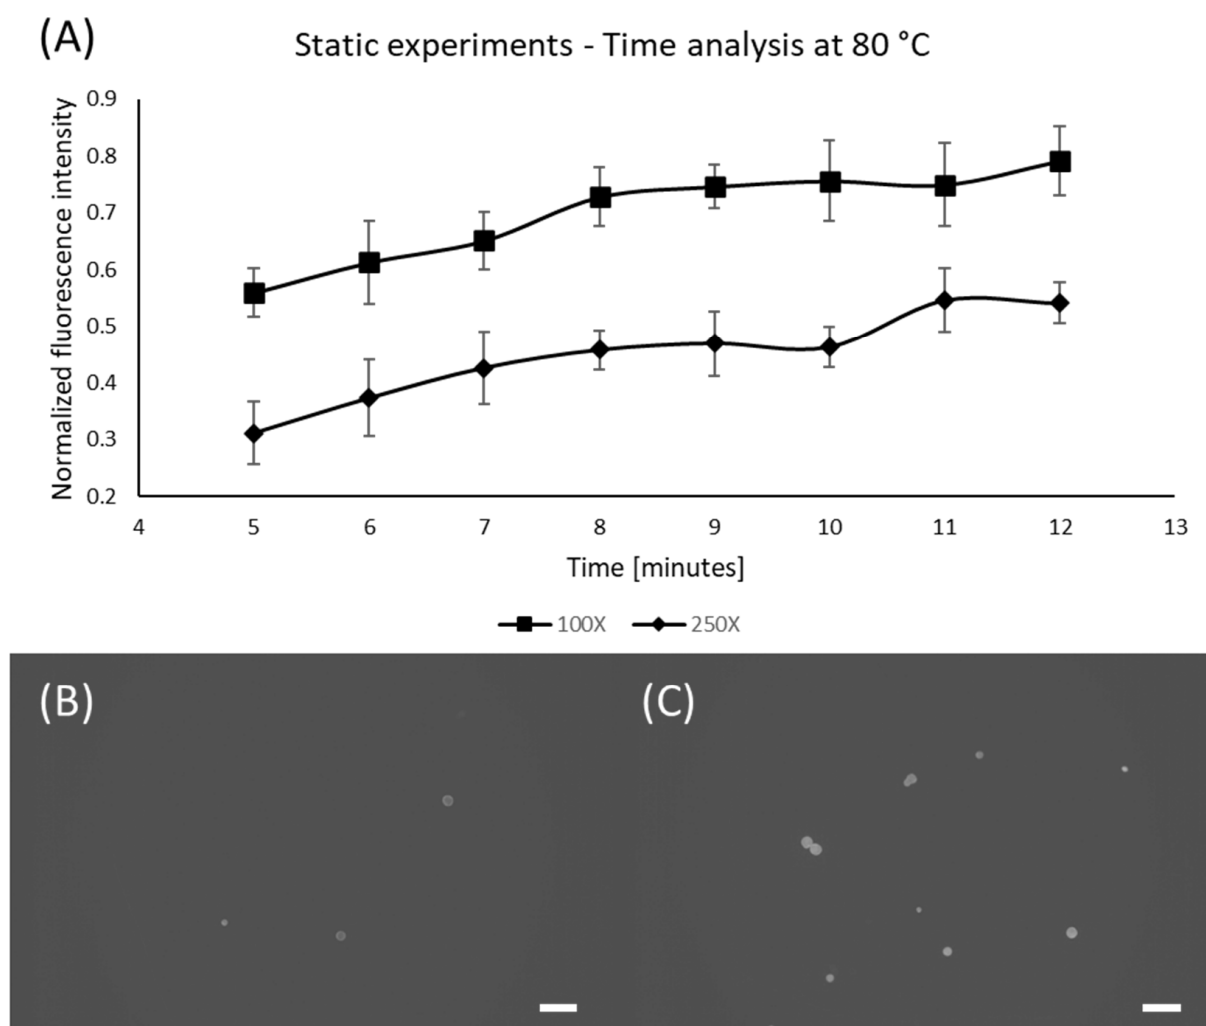 (A)
Static experiments - Time analysis at 80 °C
Normalized fluorescence intensity
0.9
0.8
0.7
0.6
0.5
0.4
0.3
0.2
4 5 6 7 8 9 10 11 12 13
Time [minutes]
100X 250X
(B) (C)